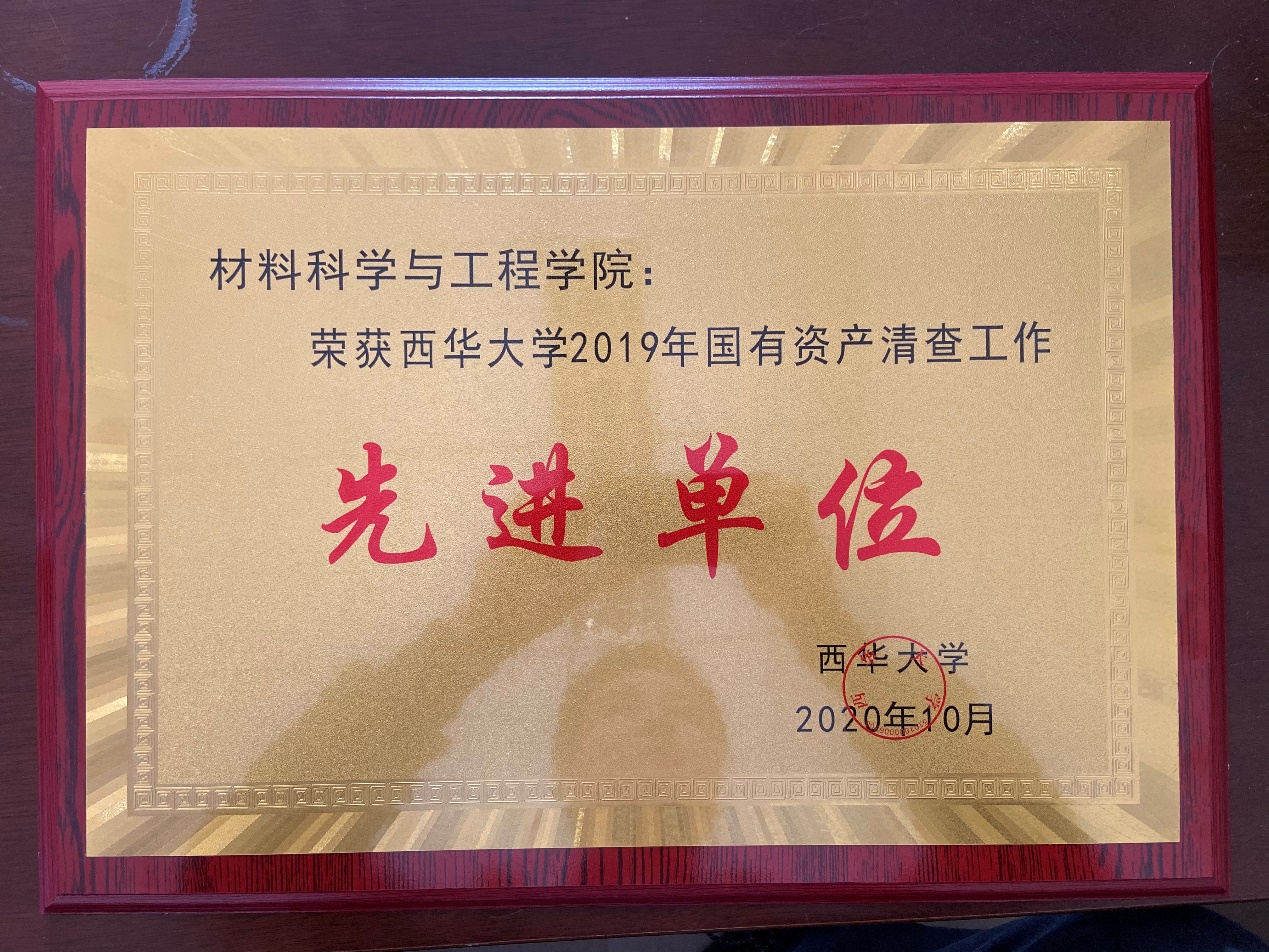 材料科学与工程学院：
荣获西华大学2019年国有资产清查工作
先进单位
西华大学
2020年10月